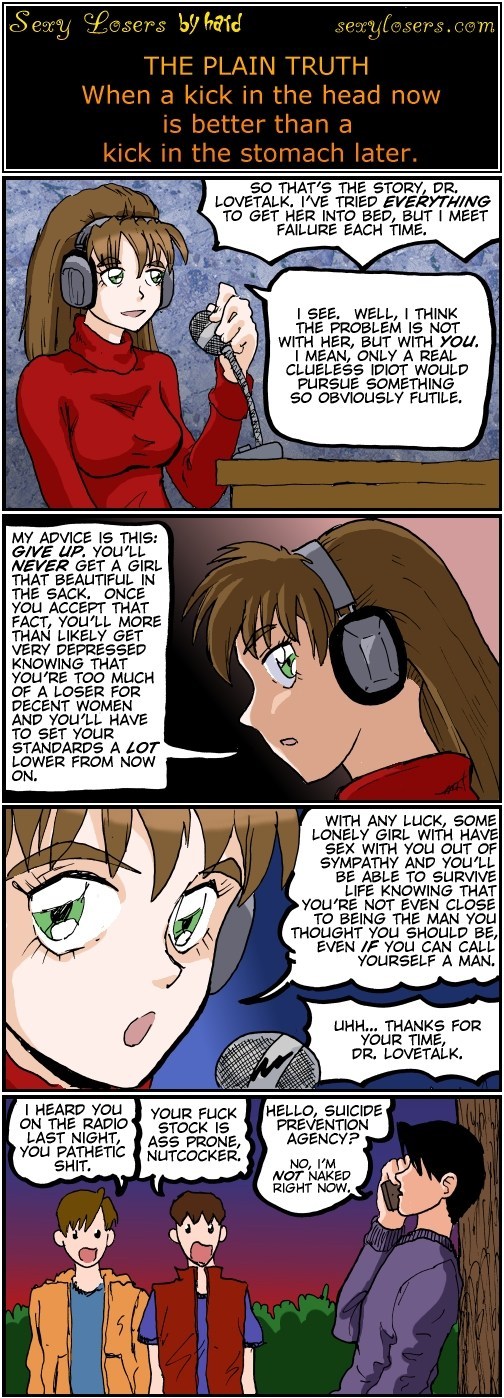 Sexy Losers by hard
sexylosers.com
THE PLAIN TRUTH
When a kick in the head now
is better than a
kick in the stomach later.
SO THAT'S THE STORY, DR.
LOVETALK. I'VE TRIED EVERYTHING
TO GET HER INTO BED, BUT I MEET
FAILURE EACH TIME.
I SEE. WELL, I THINK
THE PROBLEM IS NOT
WITH HER, BUT WITH YOU.
I MEAN, ONLY A REAL
CLUELESS IDIOT WOULD
PURSUE SOMETHING
SO OBVIOUSLY FUTILE.
MY ADVICE IS THIS:
GIVE UP. YOU'LL
NEVER GET A GIRL
THAT BEAUTIFUL IN
THE SACK. ONCE
YOU ACCEPT THAT
FACT, YOU'LL MORE
THAN LIKELY GET
VERY DEPRESSED
KNOWING THAT
YOU'RE TOO MUCH
OF A LOSER FOR
DECENT WOMEN
AND YOU'LL HAVE
TO SET YOUR
STANDARDS A LOT
LOWER FROM NOW
ON.
WITH ANY LUCK, SOME
LONELY GIRL WITH HAVE
SEX WITH YOU OUT OF
SYMPATHY AND YOU'LL
BE ABLE TO SURVIVE
LIFE KNOWING THAT
YOU'RE NOT EVEN CLOSE
TO BEING THE MAN YOU
THOUGHT YOU SHOULD BE,
EVEN IF YOU CAN CALL
YOURSELF A MAN.
UHH... THANKS FOR
YOUR TIME,
DR. LOVETALK.
I HEARD YOU
ON THE RADIO
LAST NIGHT,
YOU PATHETIC
SHIT.
YOUR FUCK
STOCK IS
ASS PRONE,
NUTCOCKER.
HELLO, SUICIDE
PREVENTION
AGENCY?
NO, I'M
NOT NAKED
RIGHT NOW.